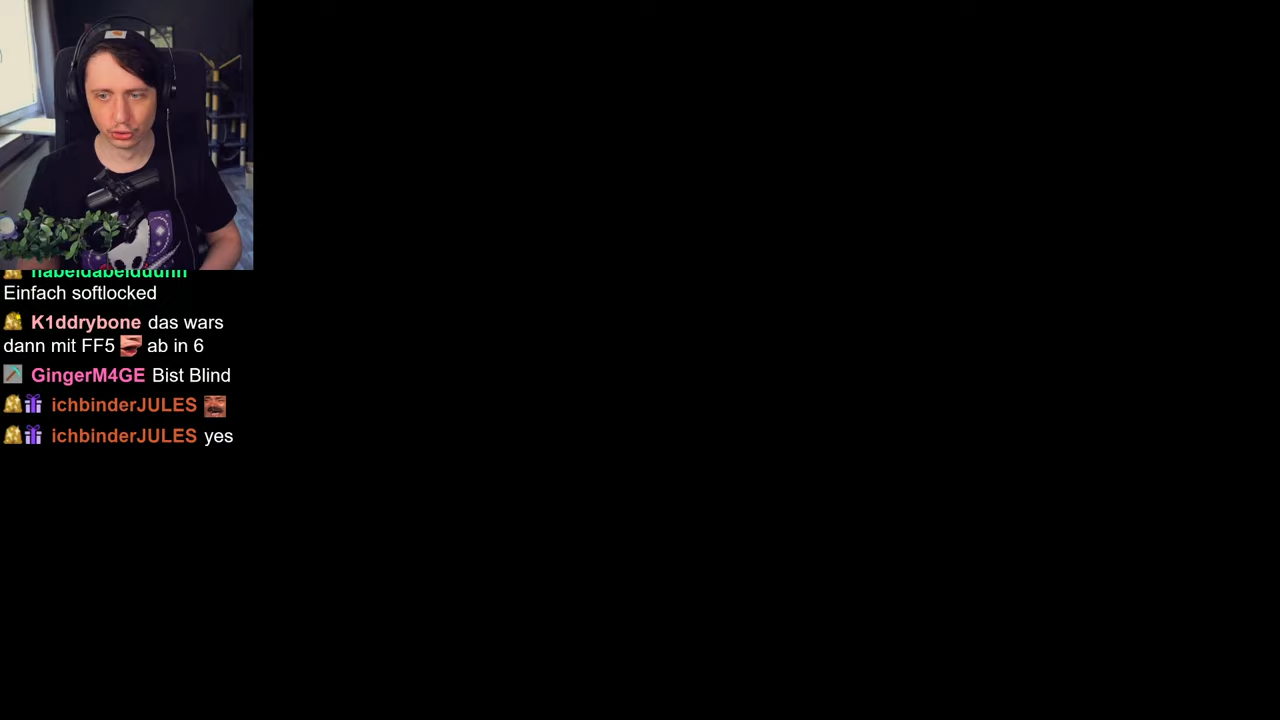 Einfach softlocked
K1ddrybone das wars
dann mit FF5 ab in 6
GingerM4GE Bist Blind
ichbinderJULES
ichbinderJULES yes